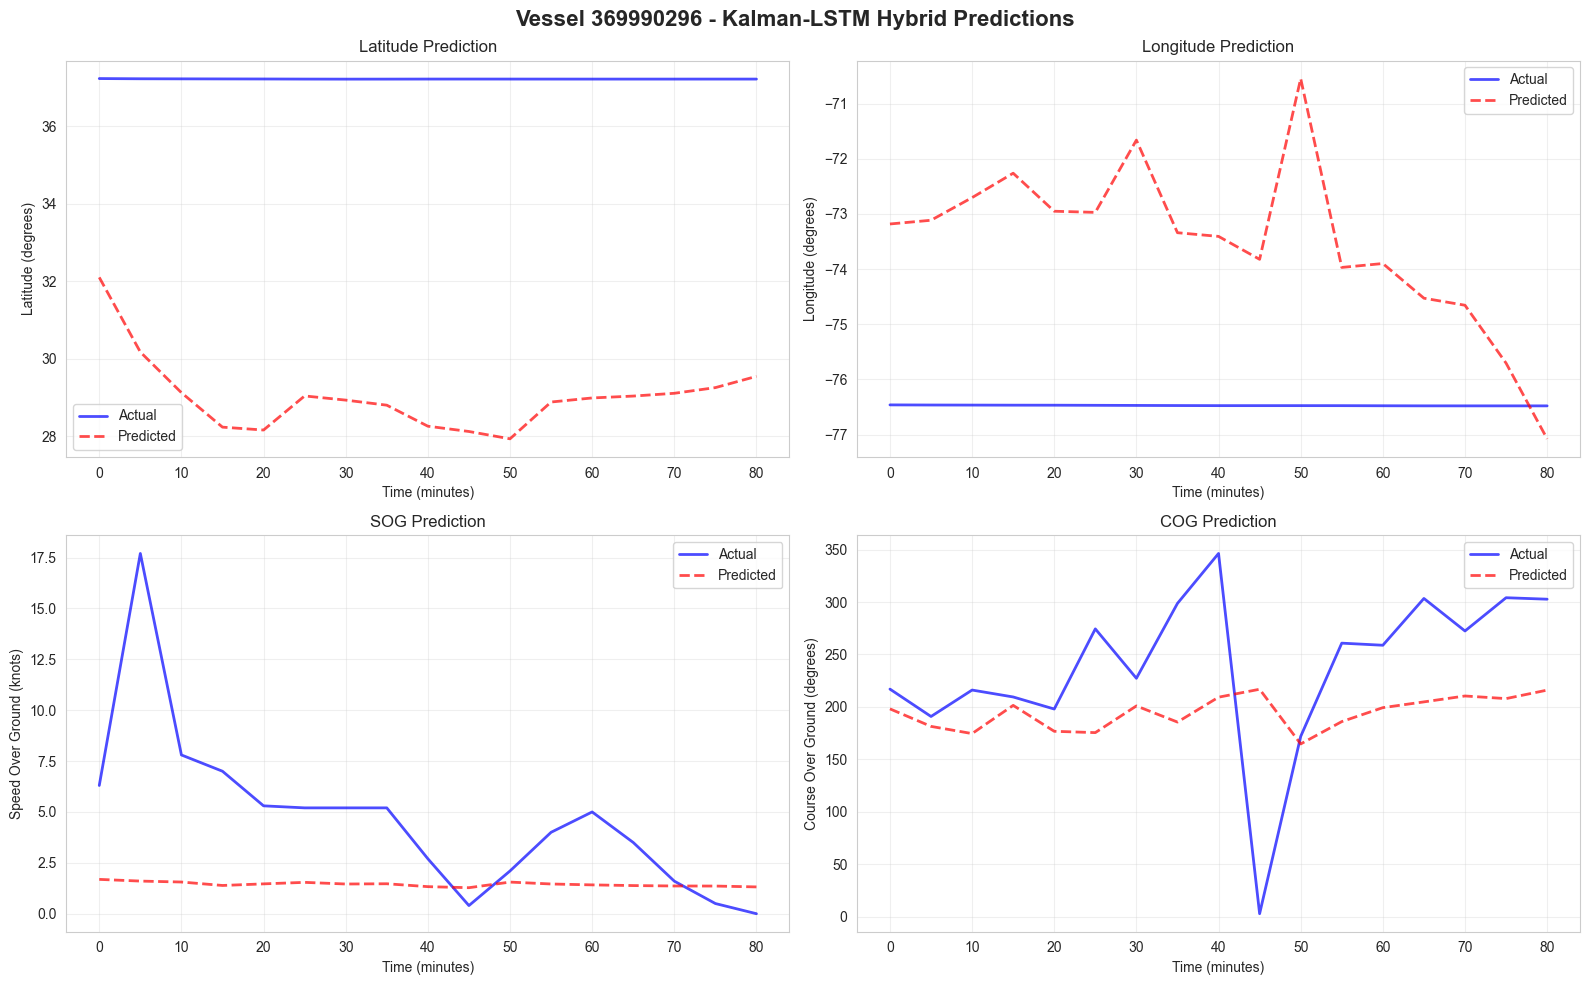 Vessel 369990296 - Kalman-LSTM Hybrid Predictions
Latitude Prediction
Latitude (degrees)
36
34
32
30
28
Actual
Predicted
0 10 20 30 40 50 60 70 80
Time (minutes)
Longitude Prediction
Longitude (degrees)
−71
−72
−73
−74
−75
−76
−77
Actual
Predicted
0 10 20 30 40 50 60 70 80
Time (minutes)
SOG Prediction
Speed Over Ground (knots)
17.5
15.0
12.5
10.0
7.5
5.0
2.5
0.0
Actual
Predicted
0 10 20 30 40 50 60 70 80
Time (minutes)
COG Prediction
Course Over Ground (degrees)
350
300
250
200
150
100
50
0
Actual
Predicted
0 10 20 30 40 50 60 70 80
Time (minutes)